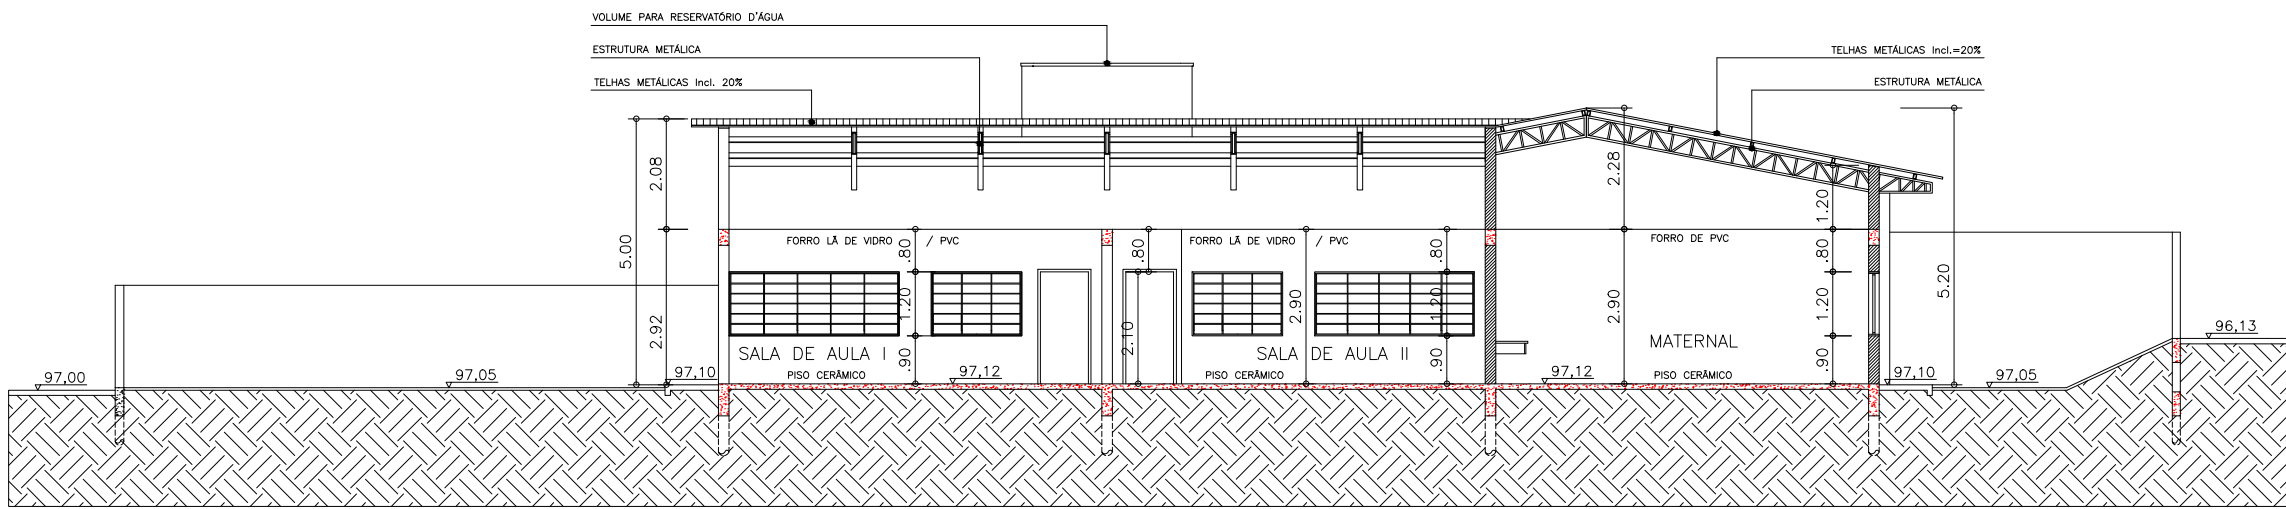 VOLUME PARA RESERVATÓRIO D'ÁGUA
ESTRUTURA METÁLICA
TELHAS METÁLICAS Incl. 20%
TELHAS METÁLICAS Incl.=20%
ESTRUTURA METÁLICA
2.08
5.00
2.92
2.28
1.20
FORRO LÃ DE VIDRO / PVC
.80
.80
FORRO LÃ DE VIDRO / PVC
.80
FORRO DE PVC
.80
5.20
1.20
2.10
2.90
1.20
2.90
1.20
SALA DE AULA I
.90
SALA DE AULA II
.90
MATERNAL
.90
96,13
97,00
97,05
97,10
PISO CERÂMICO
97,12
PISO CERÂMICO
97,12
PISO CERÂMICO
97,10
97,05